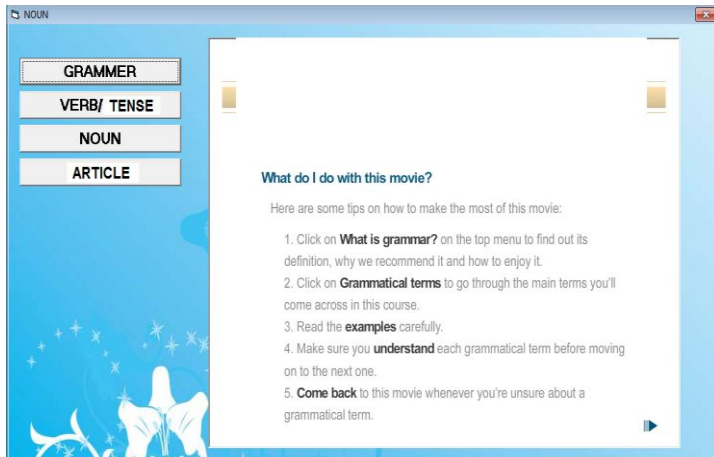 NOUN
GRAMMER
VERB/ TENSE
NOUN
ARTICLE
What do I do with this movie?
Here are some tips on how to make the most of this movie:
1. Click on What is grammar? on the top menu to find out its
definition, why we recommend it and how to enjoy it.
2. Click on Grammatical terms to go through the main terms you'll
come across in this course.
3. Read the examples carefully.
4. Make sure you understand each grammatical term before moving
on to the next one.
5. Come back to this movie whenever you're unsure about a
grammatical term.